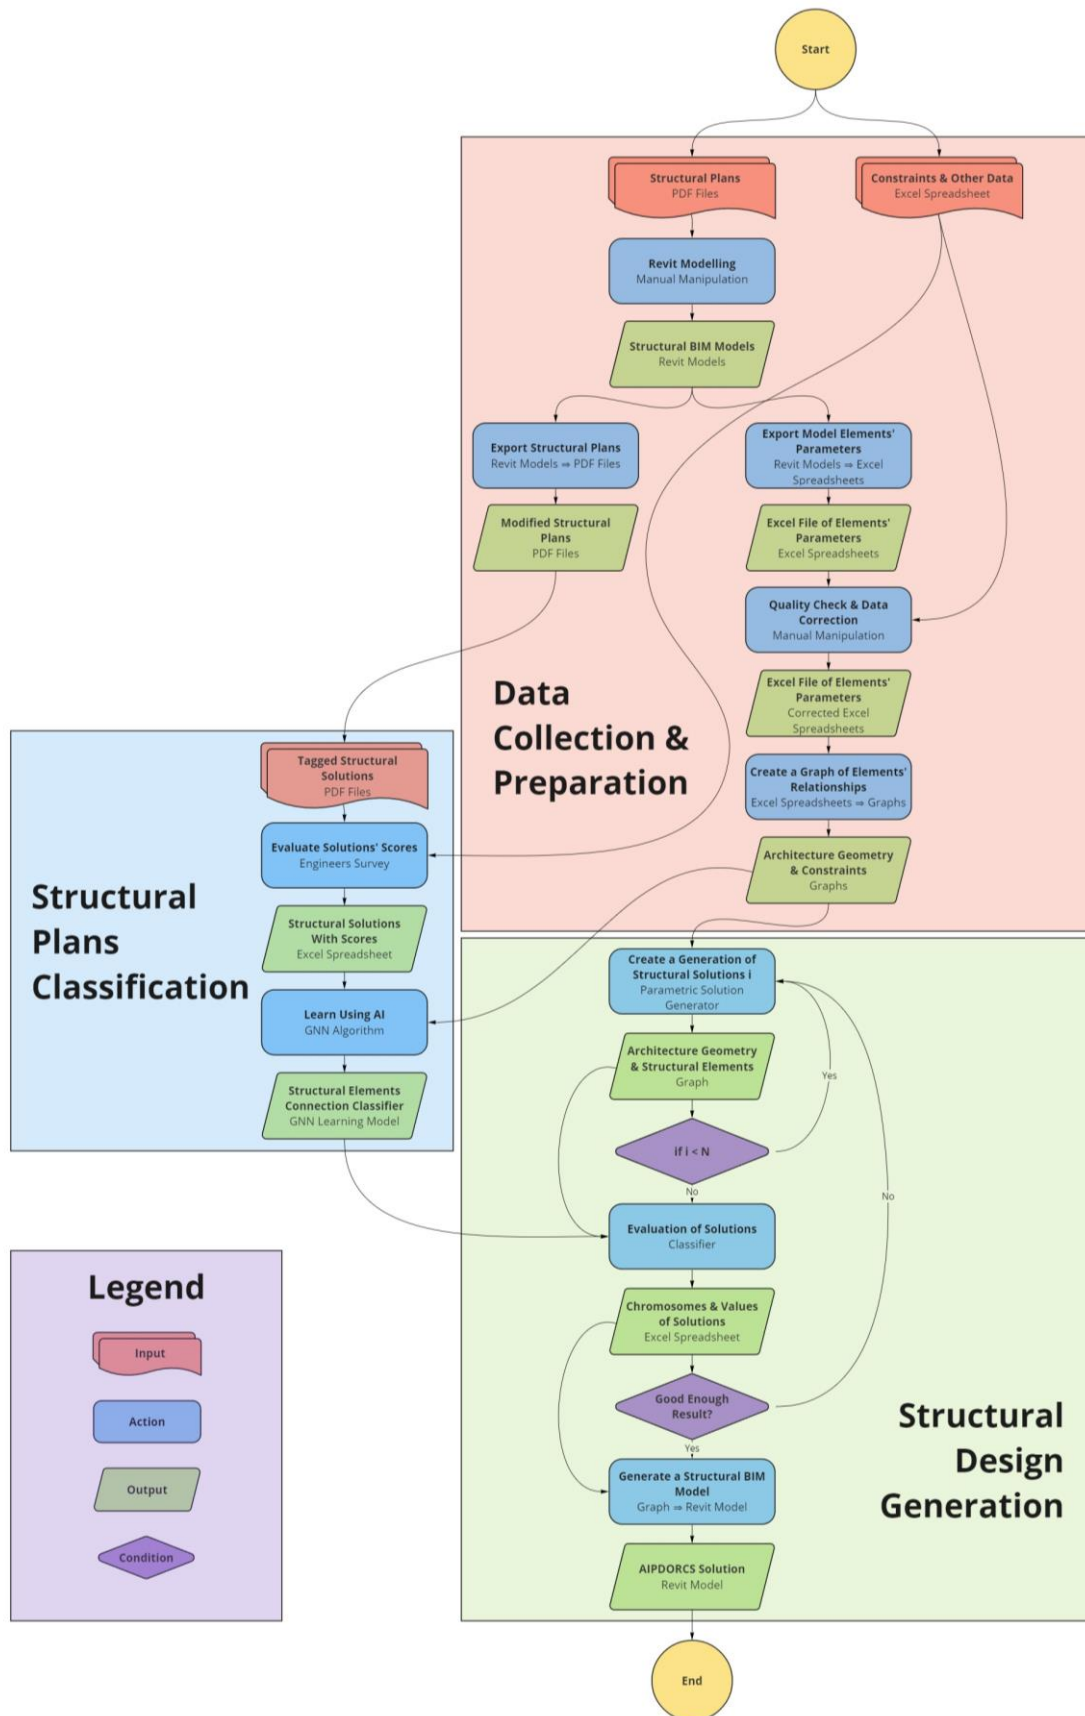 Start
Structural Plans
PDF Files
Constraints & Other Data
Excel Spreadsheet
Revit Modelling
Manual Manipulation
Structural BIM Models
Revit Models
Export Structural Plans
Revit Models ⇒ PDF Files
Export Model Elements'
Parameters
Revit Models ⇒ Excel
Spreadsheets
Modified Structural
Plans
PDF Files
Excel File of Elements'
Parameters
Excel Spreadsheets
Quality Check & Data
Correction
Manual Manipulation
Excel File of Elements'
Parameters
Corrected Excel
Spreadsheets
Create a Graph of Elements'
Relationships
Excel Spreadsheets ⇒ Graphs
Architecture Geometry
& Constraints
Graphs
Data
Collection &
Preparation
Tagged Structural
Solutions
PDF Files
Evaluate Solutions' Scores
Engineers Survey
Structural Solutions
With Scores
Excel Spreadsheet
Learn Using AI
GNN Algorithm
Structural Elements
Connection Classifier
GNN Learning Model
Structural
Plans
Classification
Create a Generation of
Structural Solutions i
Parametric Solution
Generator
Architecture Geometry
& Structural Elements
Graph
Yes
if i < N
No
No
Evaluation of Solutions
Classifier
Chromosomes & Values
of Solutions
Excel Spreadsheet
Good Enough
Result?
Yes
Generate a Structural BIM
Model
Graph ⇒ Revit Model
AIPDORCS Solution
Revit Model
Structural
Design
Generation
End
Legend
Input
Action
Output
Condition